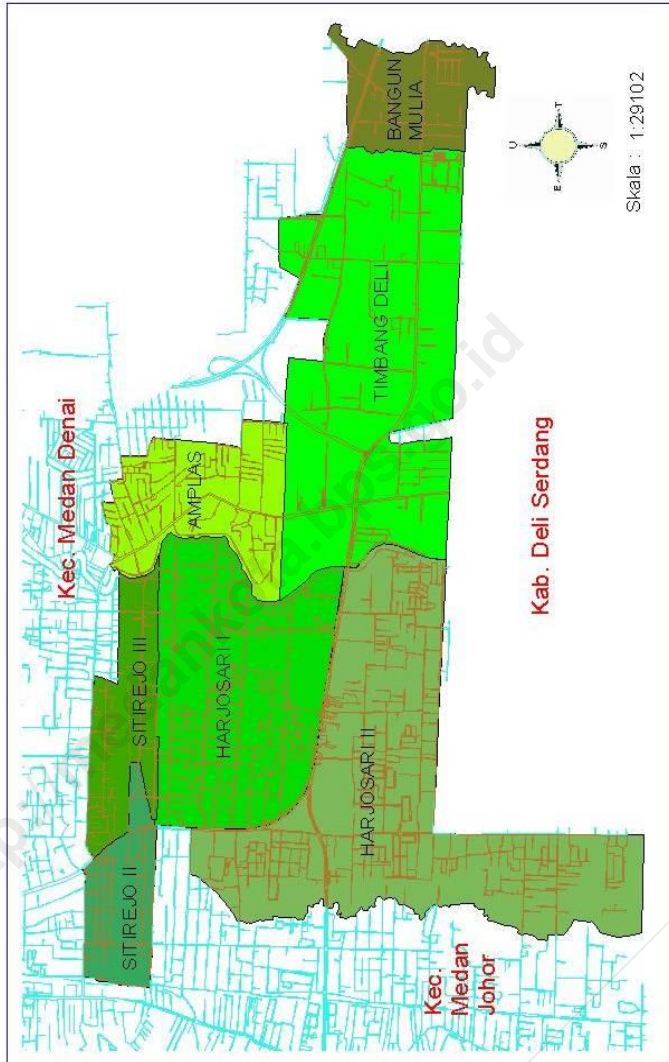 Kec. Medan Denai
SITIREJO II
SITIREJO III
AMPLAS
HARJOSARI I
HARJOSARI II
TIMBANG DELI
BANGUN
MULIA
Kec.
Medan
Johor
Kab. Deli Serdang
U
T
S
E
Skala : 1:29102